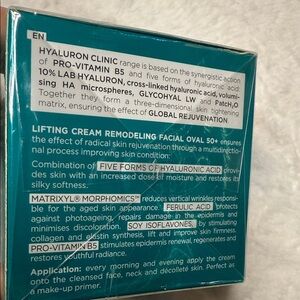 EN
HYALURON CLINIC range is based on the synergistic action
of PRO-VITAMIN B5 and five forms of hyaluronic acid:
10% LAB HYALURON, cross-linked hyaluronic acid, volumi-
sing HA microspheres, GLYCOHYAL LW and PatcH₂O
Together they form a three-dimensional skin tightening
matrix, ensuring the effect of GLOBAL REJUVENATION
LIFTING CREAM REMODELING FACIAL OVAL 50+ ensures
the effect of radical skin rejuvenation through a multidirectio-
nal process improving skin condition:
Combination of FIVE FORMS OF HYALURONIC ACID provi-
des skin with an increased dose of moisture and restores its
silky softness.
MATRIXYL® MORPHOMICS™ reduces vertical wrinkles responsi-
ble for the aged skin appearance. FERULIC ACID protects
against photoageing, repairs damage in the epidermis and
minimises discoloration. SOY ISOFLAVONES, by stimulating
collagen and elastin synthesis, lift and improve skin firmness.
PRO-VITAMIN B5 stimulates epidermis renewal, regenerates and
restores youthful radiance.
Application: every morning and evening apply the cream
onto the cleansed face, neck and décolleté skin. Perfect as
a make-up primer.